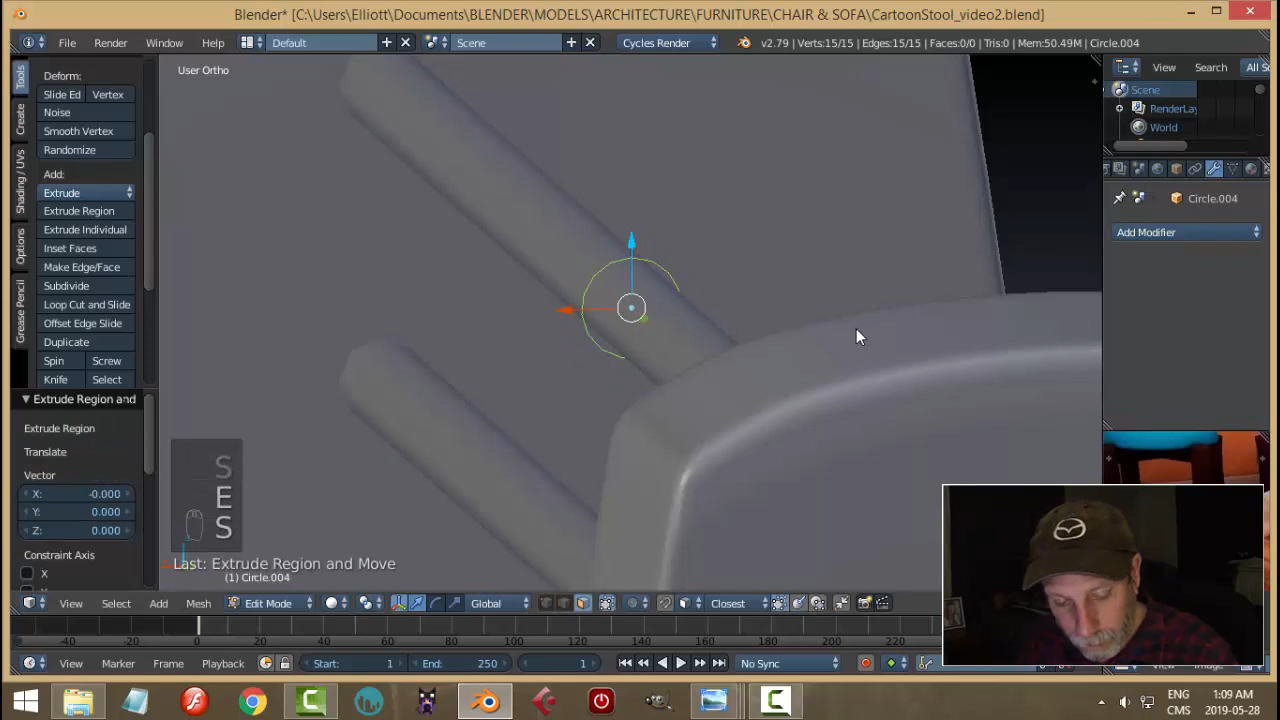 Blender* [C:\Users\Elliott\Documents\BLENDER\MODELS\ARCHITECTURE\FURNITURE\CHAIR & SOFA\CartoonStool_video2.blend]
File Render Window Help Default Scene Cycles Render v2.79 | Verts:15/15 | Edges:15/15 | Faces:0/0 | Tris:0 | Mem:50.49M | Circle.004
User Ortho
View Search All Sc
Scene
RenderLay
World
Circle.004
Add Modifier
Tools
Create
Shading / UVs
Options
Grease Pencil
Deform:
Slide Ed Vertex
Noise
Smooth Vertex
Randomize
Add:
Extrude
Extrude Region
Extrude Individual
Inset Faces
Make Edge/Face
Subdivide
Loop Cut and Slide
Offset Edge Slide
Duplicate
Spin Screw
Knife Select
Extrude Region and
Extrude Region
Translate
Vector
X: -0.000
Y: 0.000
Z: 0.000
Constraint Axis
X
S
E
S
Last: Extrude Region and Move
(1) Circle.004
View Select Add Mesh Edit Mode Global Closest
-40 -20 0 20 40 60 80 100 120 140 160 180 200 220
View Marker Frame Playback Start: 1 End: 250 1 No Sync
ENG
CMS
1:09 AM
2019-05-28